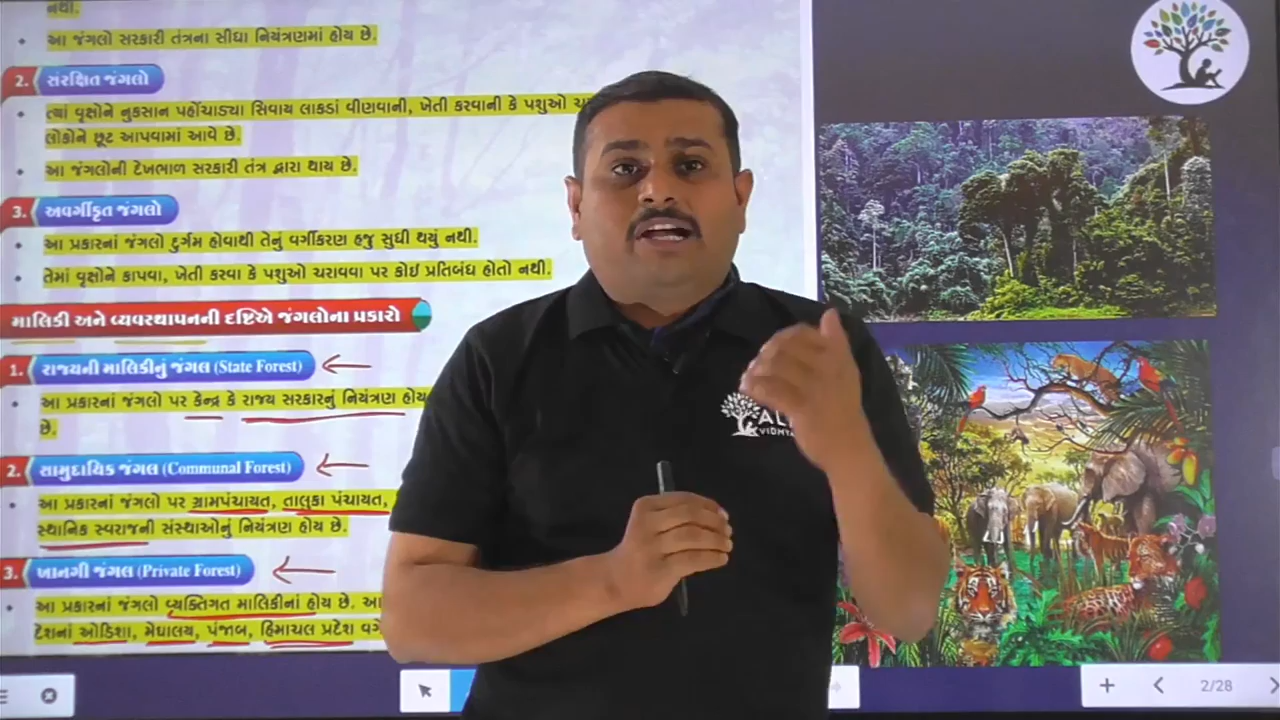 નથી.
આ જંગલો સરકારી તંત્રના સીધા નિયંત્રણમાં હોય છે.
2. સંરક્ષિત જંગલો
ત્યાં વૃક્ષોને નુકસાન પહોંચાડ્યા સિવાય લાકડાં વીણવાની, ખેતી કરવાની કે પશુઓ
લોકોને છૂટ આપવામાં આવે છે.
આ જંગલોની દેખભાળ સરકારી તંત્ર દ્વારા થાય છે.
3. અવર્ગીકૃત જંગલો
આ પ્રકારનાં જંગલો દુર્ગમ હોવાથી તેનું વર્ગીકરણ હજુ સુધી થયું નથી.
તેમાં વૃક્ષોને કાપવા, ખેતી કરવા કે પશુઓ ચરાવવા પર કોઈ પ્રતિબંધ હોતો નથી.
માલિકી અને વ્યવસ્થાપનની દૃષ્ટિએ જંગલોના પ્રકારો
1. રાજ્યની માલિકીનું જંગલ (State Forest)
આ પ્રકારનાં જંગલો પર કેન્દ્ર કે રાજ્ય સરકારનું નિયંત્રણ હોય
છે.
2. સામુદાયિક જંગલ (Communal Forest)
આ પ્રકારનાં જંગલો પર ગ્રામપંચાયત, તાલુકા પંચાયત,
સ્થાનિક સ્વરાજની સંસ્થાઓનું નિયંત્રણ હોય છે.
3. ખાનગી જંગલ (Private Forest)
આ પ્રકારનાં જંગલો વ્યક્તિગત માલિકીનાં હોય છે. આ
દેશનાં ઓડિશા, મેઘાલય, પંજાબ, હિમાચલ પ્રદેશ
2/28